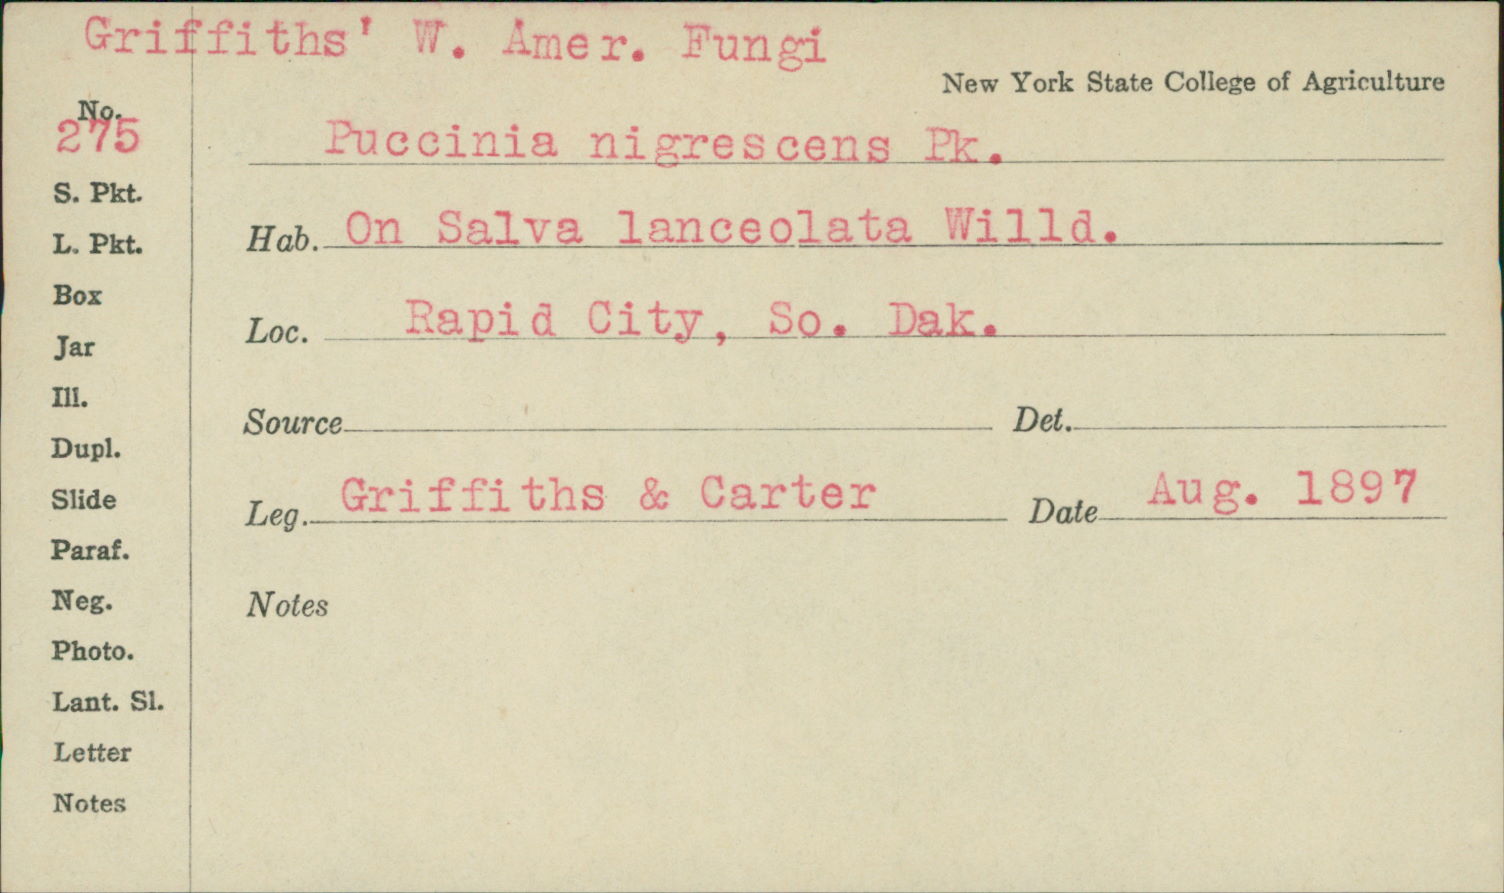 Griffiths' W. Amer. Fungi
New York State College of Agriculture
No.
275
Puccinia nigrescens Pk.
S. Pkt.
L. Pkt.
Hab. On Salva lanceolata Willd.
Box
Loc. Rapid City, So. Dak.
Jar
Ill.
Source Det.
Dupl.
Slide
Leg. Griffiths & Carter Date Aug. 1897
Paraf.
Neg.
Notes
Photo.
Lant. Sl.
Letter
Notes